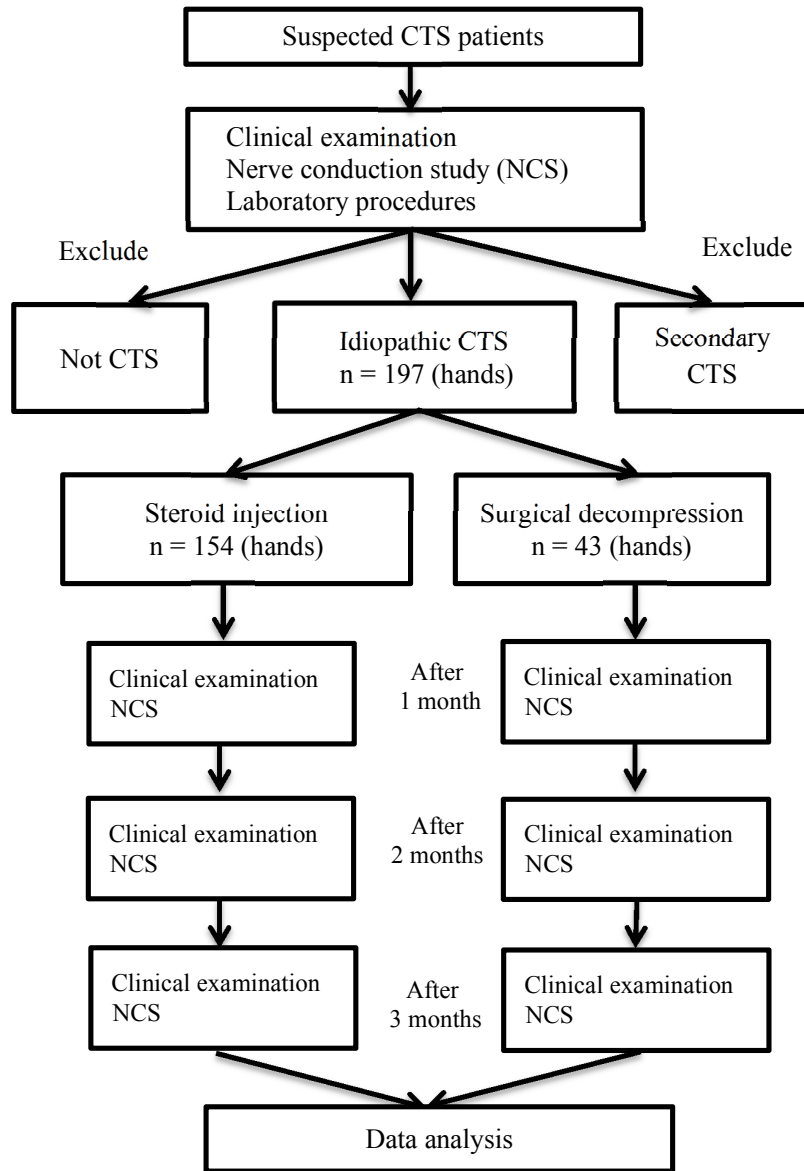 Suspected CTS patients
Clinical examination
Nerve conduction study (NCS)
Laboratory procedures
Exclude
Exclude
Not CTS
Idiopathic CTS
n = 197 (hands)
Secondary
CTS
Steroid injection
n = 154 (hands)
Surgical decompression
n = 43 (hands)
Clinical examination
NCS
After
1 month
Clinical examination
NCS
Clinical examination
NCS
After
2 months
Clinical examination
NCS
Clinical examination
NCS
After
3 months
Clinical examination
NCS
Data analysis